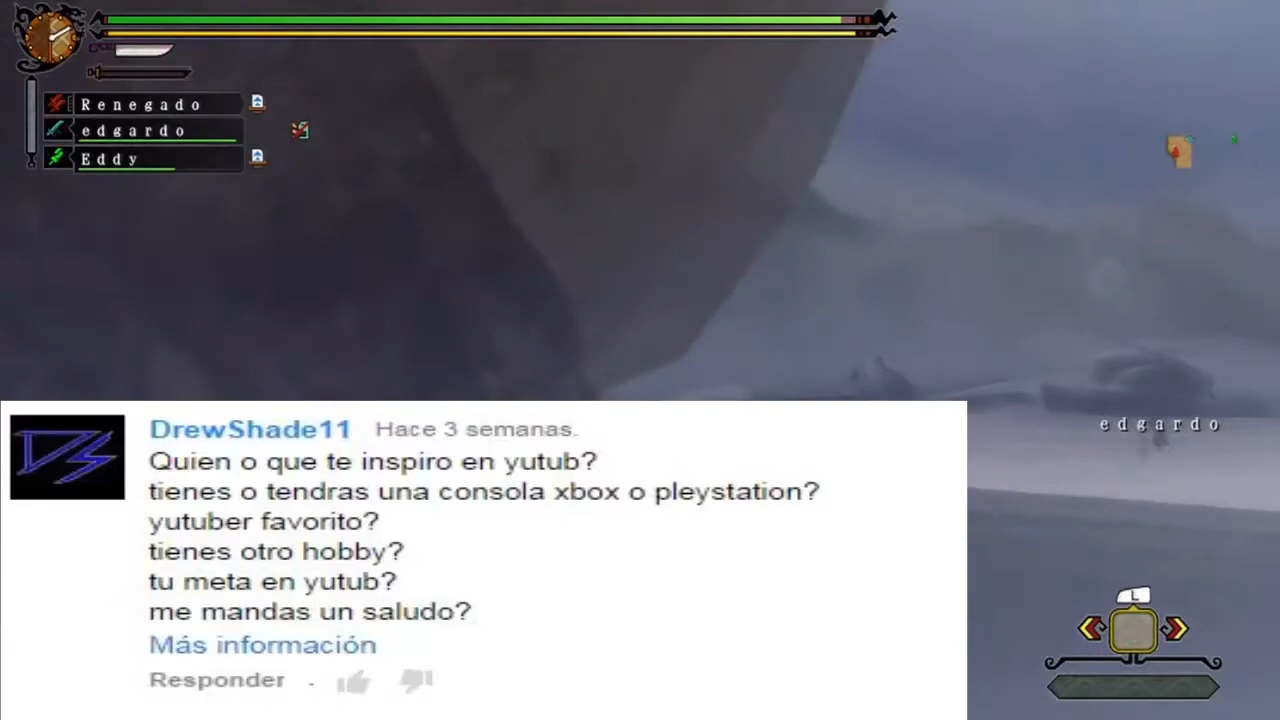 Renegado
edgardo
Eddy
edgardo
DrewShade11 Hace 3 semanas.
Quien o que te inspiro en yutub?
tienes o tendras una consola xbox o pleystation?
yutuber favorito?
tienes otro hobby?
tu meta en yutub?
me mandas un saludo?
Más información
Responder .
L